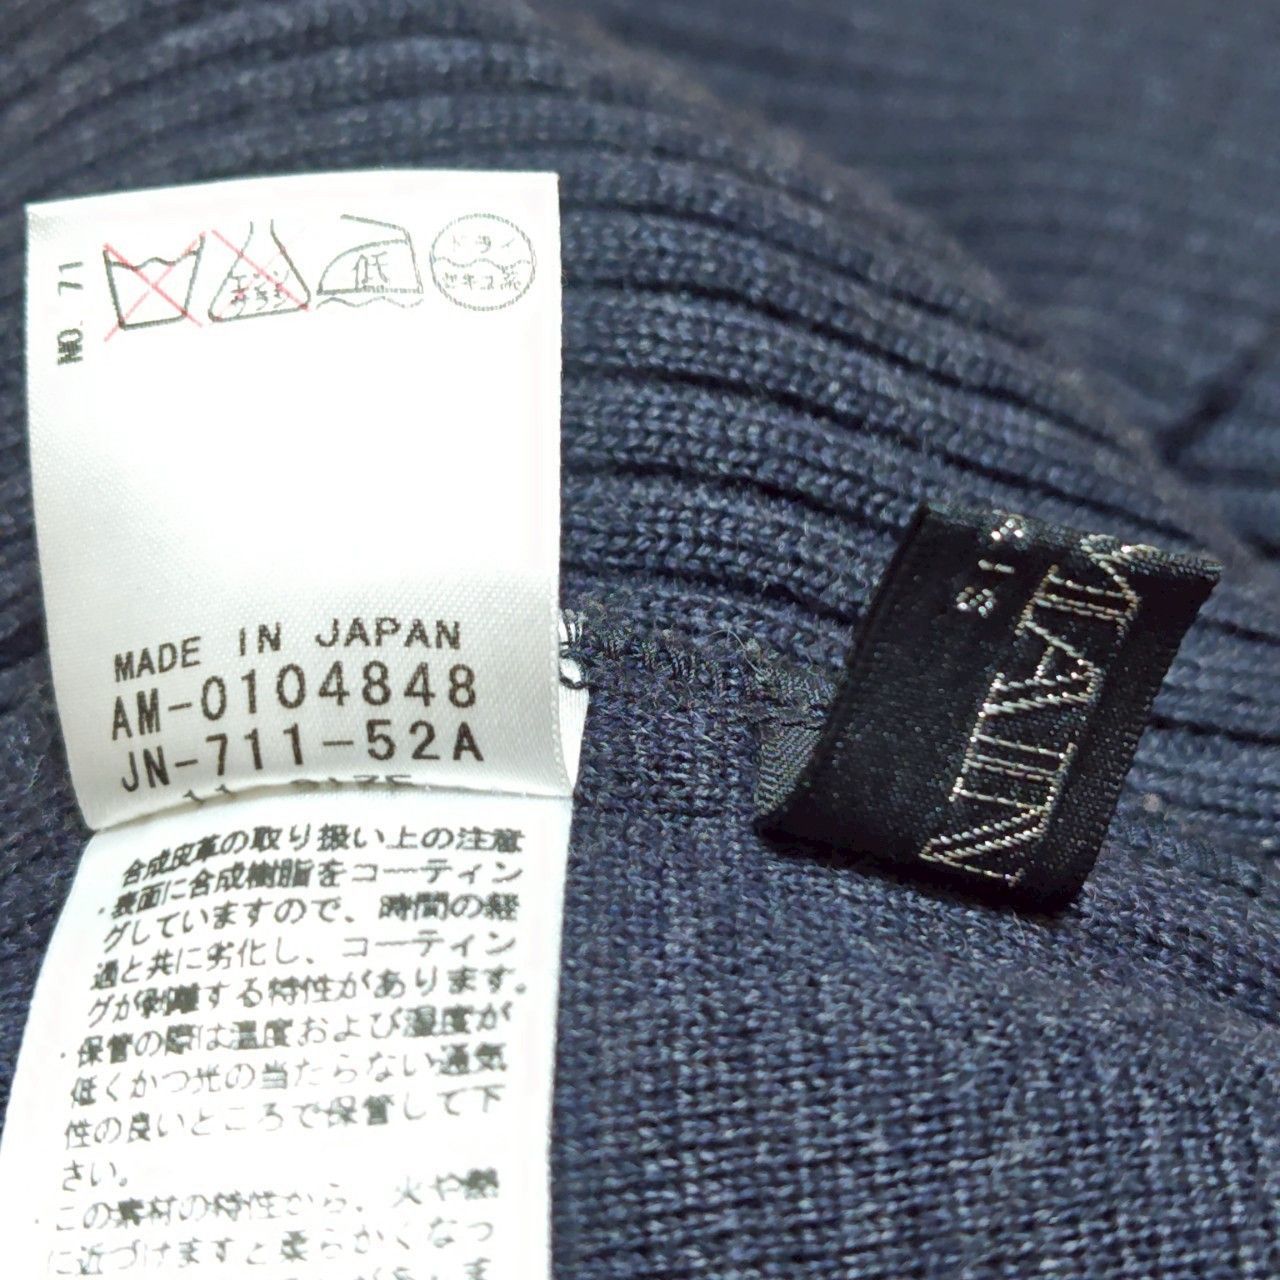 NO. 71
低
ドライ
セキユ系
MADE IN JAPAN
AM-0104848
JN-711-52A
合成皮革の取り扱い上の注意
・表面に合成樹脂をコーティン
グしていますので、時間の経
過と共に劣化し、コーティン
グが剥離する特性があります。
・保管の際は温度および湿度が
低くかつ光の当たらない通気
性の良いところで保管して下
さい。
・この素材の特性から、火や熱
に近づけますと柔らかくなっ